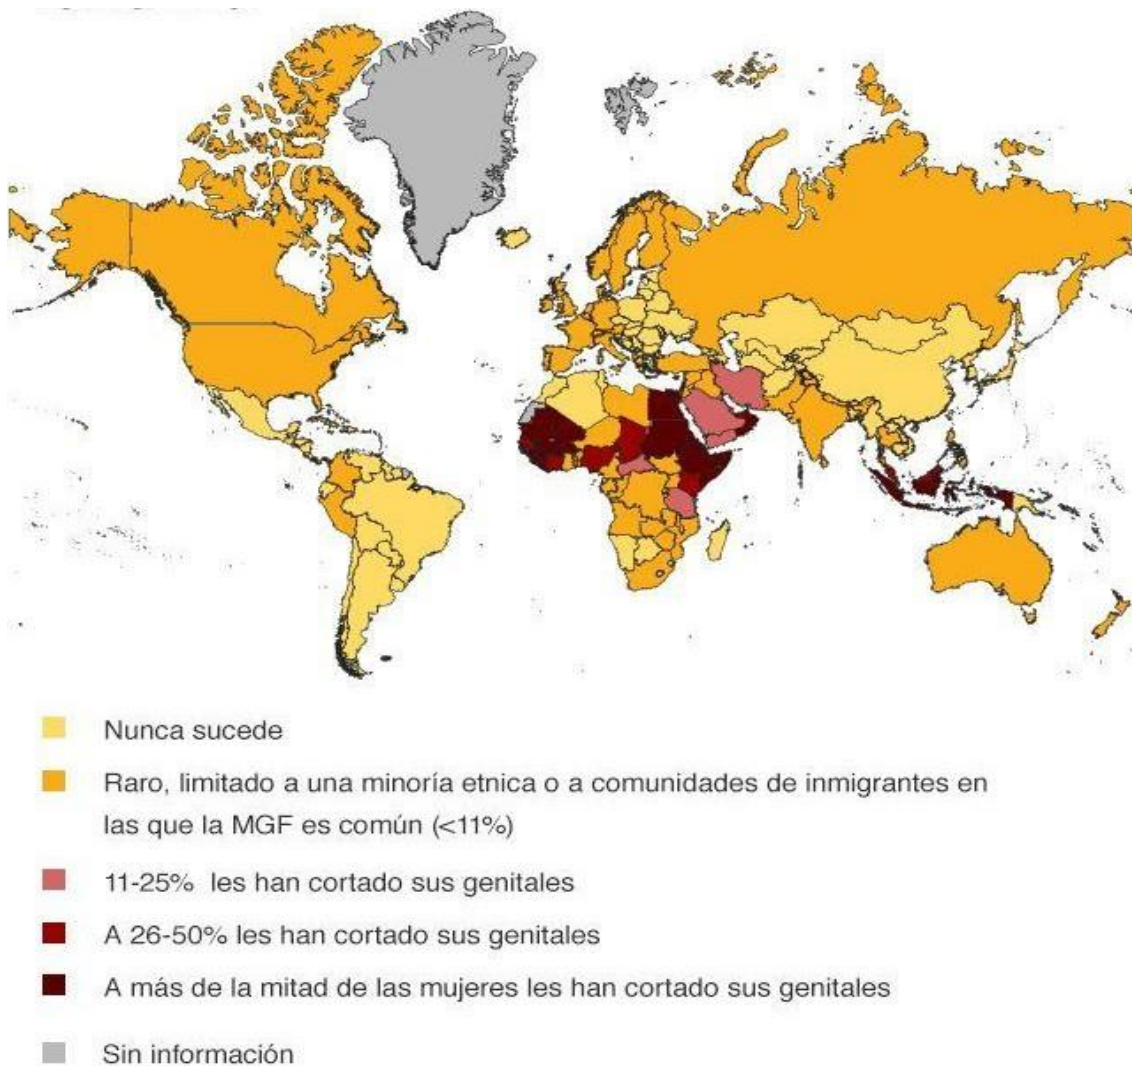 Nunca sucede
Raro, limitado a una minoría etnica o a comunidades de inmigrantes en
las que la MGF es común (<11%)
11-25% les han cortado sus genitales
A 26-50% les han cortado sus genitales
A más de la mitad de las mujeres les han cortado sus genitales
Sin información